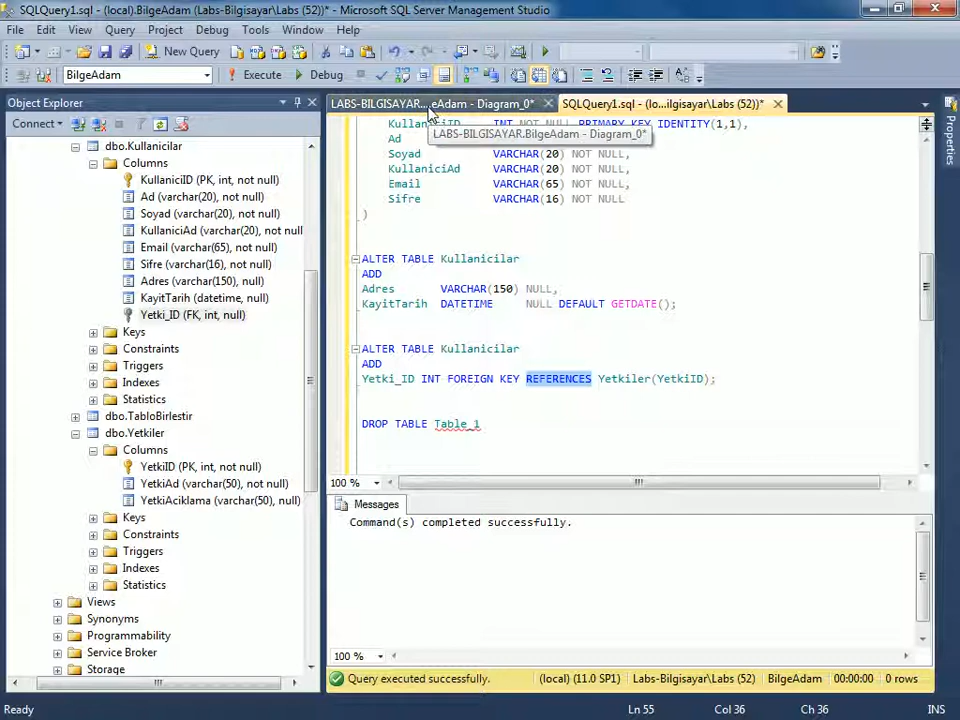 SQLQuery1.sql - (local).BilgeAdam (Labs-Bilgisayar\Labs (52))* - Microsoft SQL Server Management Studio
File Edit View Query Project Debug Tools Window Help
New Query
BilgeAdam Execute Debug
Object Explorer
Connect
dbo.Kullanicilar
Columns
KullaniciID (PK, int, not null)
Ad (varchar(20), not null)
Soyad (varchar(20), not null)
KullaniciAd (varchar(20), not null)
Email (varchar(65), not null)
Sifre (varchar(16), not null)
Adres (varchar(150), null)
KayitTarih (datetime, null)
Yetki_ID (FK, int, null)
Keys
Constraints
Triggers
Indexes
Statistics
dbo.TabloBirlestir
dbo.Yetkiler
Columns
YetkiID (PK, int, not null)
YetkiAd (varchar(50), not null)
YetkiAciklama (varchar(50), null)
Keys
Constraints
Triggers
Indexes
Statistics
Views
Synonyms
Programmability
Service Broker
Storage
LABS-BILGISAYAR....eAdam - Diagram_0* SQLQuery1.sql - (lo...ilgisayar\Labs (52))*
INT NOT NULL PRIMARY KEY IDENTITY(1,1),
LABS-BILGISAYAR.BilgeAdam - Diagram_0*
Ad
Soyad VARCHAR(20) NOT NULL,
KullaniciAd VARCHAR(20) NOT NULL,
Email VARCHAR(65) NOT NULL,
Sifre VARCHAR(16) NOT NULL
)
ALTER TABLE Kullanicilar
ADD
Adres VARCHAR(150) NULL,
KayitTarih DATETIME NULL DEFAULT GETDATE();
ALTER TABLE Kullanicilar
ADD
Yetki_ID INT FOREIGN KEY REFERENCES Yetkiler(YetkiID);
DROP TABLE Table_1
100 %
Messages
Command(s) completed successfully.
100 %
Query executed successfully. (local) (11.0 SP1) Labs-Bilgisayar\Labs (52) BilgeAdam 00:00:00 0 rows
Properties
Ready Ln 55 Col 36 Ch 36 INS